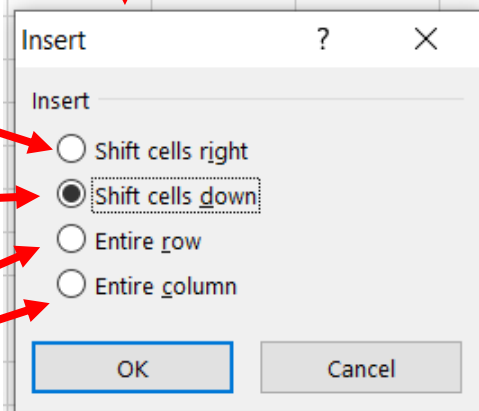 Insert ?
Insert
Shift cells right
Shift cells down
Entire row
Entire column
OK Cancel